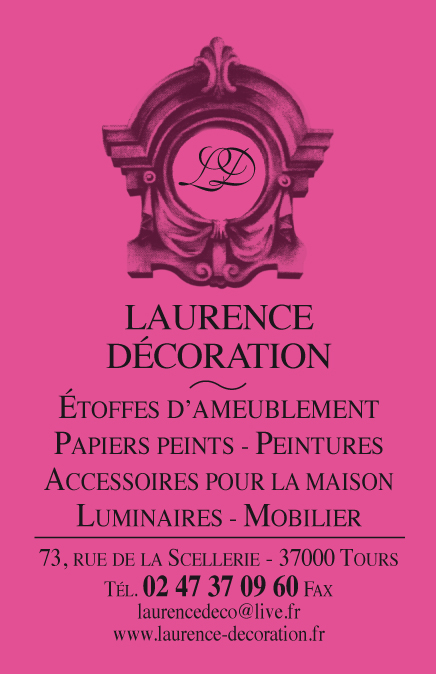 LD
LAURENCE
DÉCORATION
ÉTOFFES D'AMEUBLEMENT
PAPIERS PEINTS - PEINTURES
ACCESSOIRES POUR LA MAISON
LUMINAIRES - MOBILIER
73, RUE DE LA SCELLERIE - 37000 TOURS
TÉL. 02 47 37 09 60 FAX
laurencedeco@live.fr
www.laurence-decoration.fr